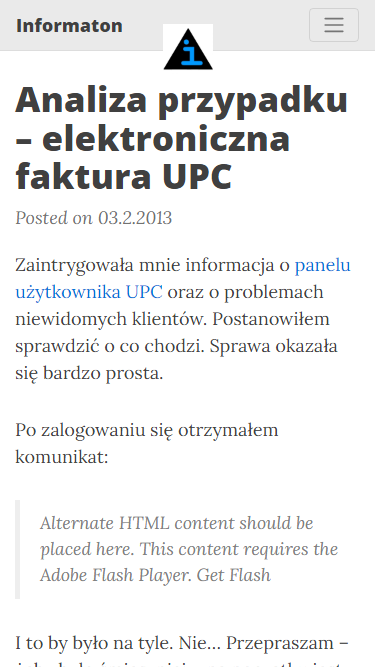 Informaton
i
Analiza przypadku
– elektroniczna
faktura UPC
Posted on 03.2.2013
Zaintrygowała mnie informacja o panelu
użytkownika UPC oraz o problemach
niewidomych klientów. Postanowiłem
sprawdzić o co chodzi. Sprawa okazała
się bardzo prosta.
Po zalogowaniu się otrzymałem
komunikat:
Alternate HTML content should be
placed here. This content requires the
Adobe Flash Player. Get Flash
I to by było na tyle. Nie… Przepraszam –